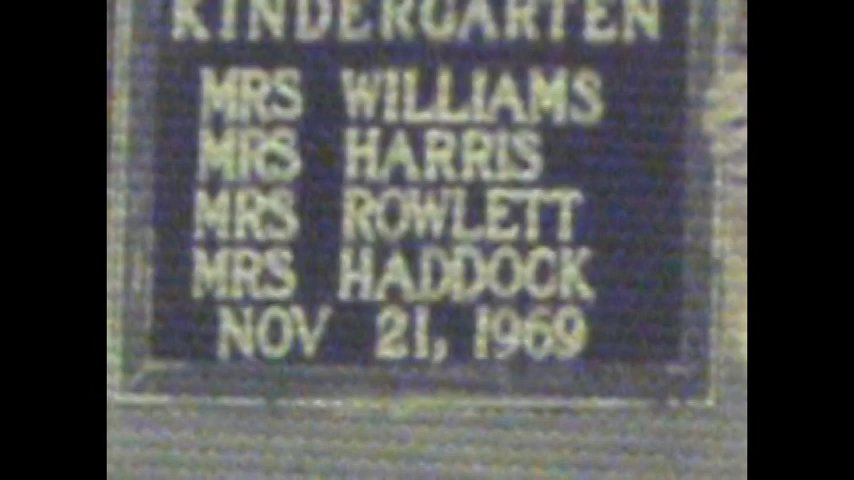 KINDERGARTEN
MRS WILLIAMS
MRS HARRIS
MRS ROWLETT
MRS HADDOCK
NOV 21, 1969